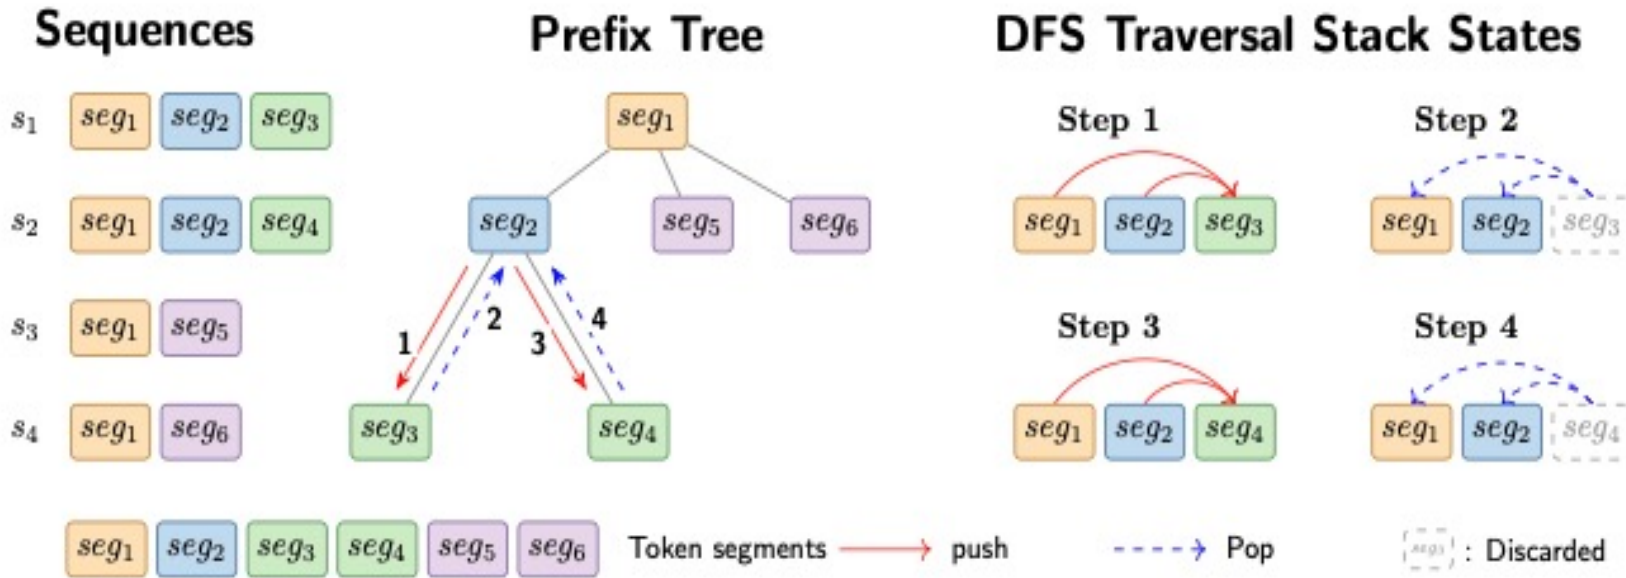 Sequences
Prefix Tree
DFS Traversal Stack States
s1 seg1 seg2 seg3
s2 seg1 seg2 seg4
s3 seg1 seg5
s4 seg1 seg6
seg1
seg2 seg5 seg6
1 2 3 4
seg3 seg4
Step 1
seg1 seg2 seg3
Step 2
seg1 seg2 seg3
Step 3
seg1 seg2 seg4
Step 4
seg1 seg2 seg4
seg1 seg2 seg3 seg4 seg5 seg6 Token segments push Pop : Discarded